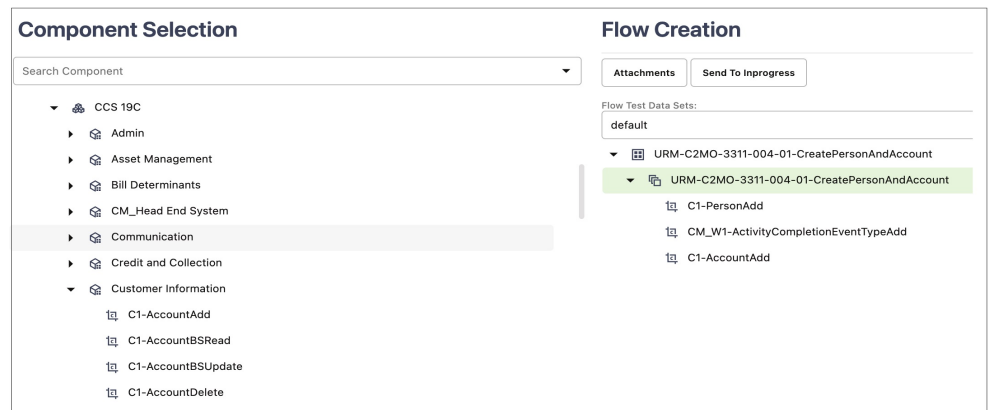 Component Selection
Search Component
CCS 19C
Admin
Asset Management
Bill Determinants
CM_Head End System
Communication
Credit and Collection
Customer Information
C1-AccountAdd
C1-AccountBSRead
C1-AccountBSUpdate
C1-AccountDelete
Flow Creation
Attachments
Send To Inprogress
Flow Test Data Sets:
default
URM-C2MO-3311-004-01-CreatePersonAndAccount
URM-C2MO-3311-004-01-CreatePersonAndAccount
C1-PersonAdd
CM_W1-ActivityCompletionEventTypeAdd
C1-AccountAdd